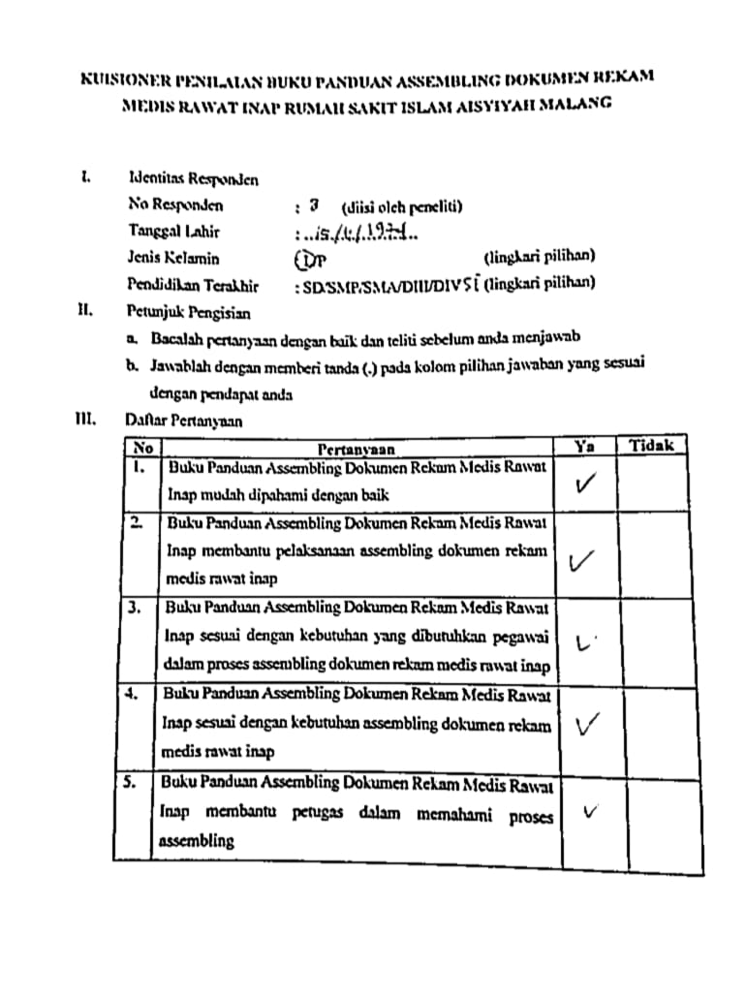 KUISIONER PENILAIAN BUKU PANDUAN ASSEMBLING DOKUMEN REKAM
MEDIS RAWAT INAP RUMAH SAKIT ISLAM AISYIYAH MALANG
I. Identitas Responden
No Responden : 3 (diisi oleh peneliti)
Tanggal Lahir :
Jenis Kelamin L/P (lingkari pilihan)
Pendidikan Terakhir : SD/SMP/SMA/DIII/DIV S1 (lingkari pilihan)
II. Petunjuk Pengisian
a. Bacalah pertanyaan dengan baik dan teliti sebelum anda menjawab
b. Jawablah dengan memberi tanda (.) pada kolom pilihan jawaban yang sesuai
dengan pendapat anda
III. Daftar Pertanyaan
No Pertanyaan Ya Tidak
1. Buku Panduan Assembling Dokumen Rekam Medis Rawat
Inap mudah dipahami dengan baik ✓
2. Buku Panduan Assembling Dokumen Rekam Medis Rawat
Inap membantu pelaksanaan assembling dokumen rekam ✓
medis rawat inap
3. Buku Panduan Assembling Dokumen Rekam Medis Rawat
Inap sesuai dengan kebutuhan yang dibutuhkan pegawai ✓
dalam proses assembling dokumen rekam medis rawat inap
4. Buku Panduan Assembling Dokumen Rekam Medis Rawat
Inap sesuai dengan kebutuhan assembling dokumen rekam ✓
medis rawat inap
5. Buku Panduan Assembling Dokumen Rekam Medis Rawat
Inap membantu petugas dalam memahami proses ✓
assembling